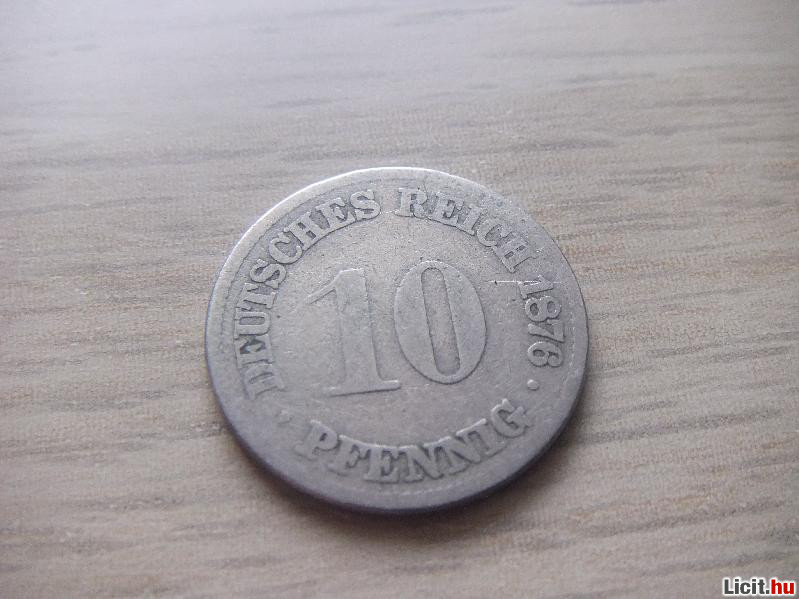 DEUTSCHES REICH 1876
10
• PFENNIG •
Licit.hu